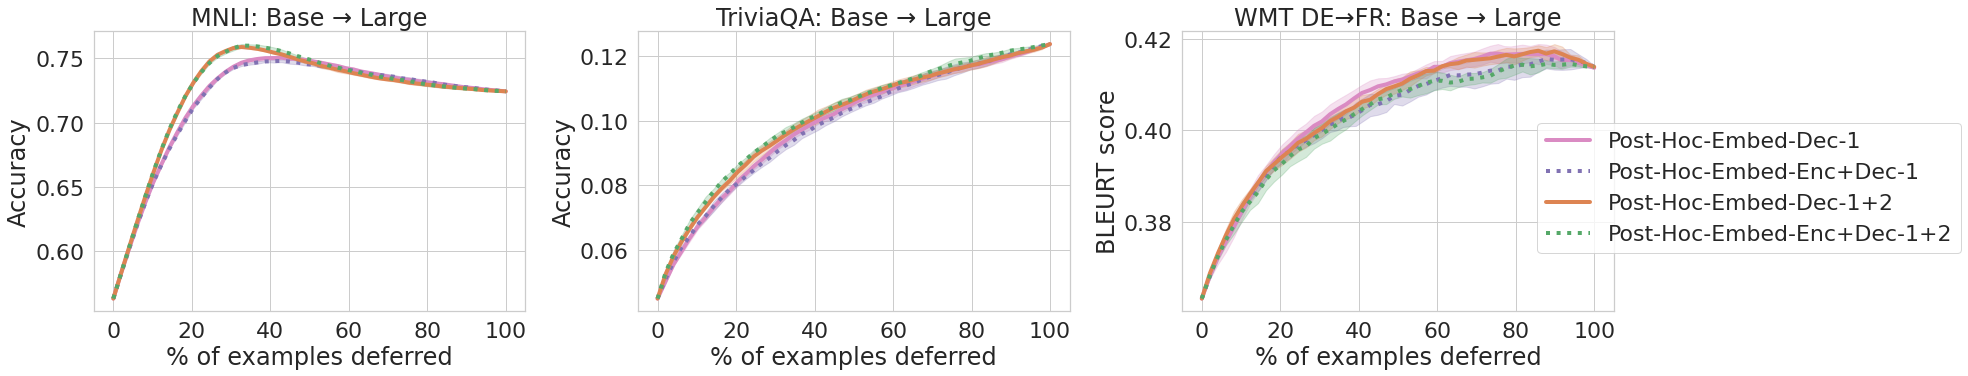 MNLI: Base → Large
Accuracy
0.75
0.70
0.65
0.60
0 20 40 60 80 100
% of examples deferred
TriviaQA: Base → Large
Accuracy
0.12
0.10
0.08
0.06
0 20 40 60 80 100
% of examples deferred
WMT DE→FR: Base → Large
BLEURT score
0.42
0.40
0.38
0 20 40 60 80 100
% of examples deferred
Post-Hoc-Embed-Dec-1
Post-Hoc-Embed-Enc+Dec-1
Post-Hoc-Embed-Dec-1+2
Post-Hoc-Embed-Enc+Dec-1+2